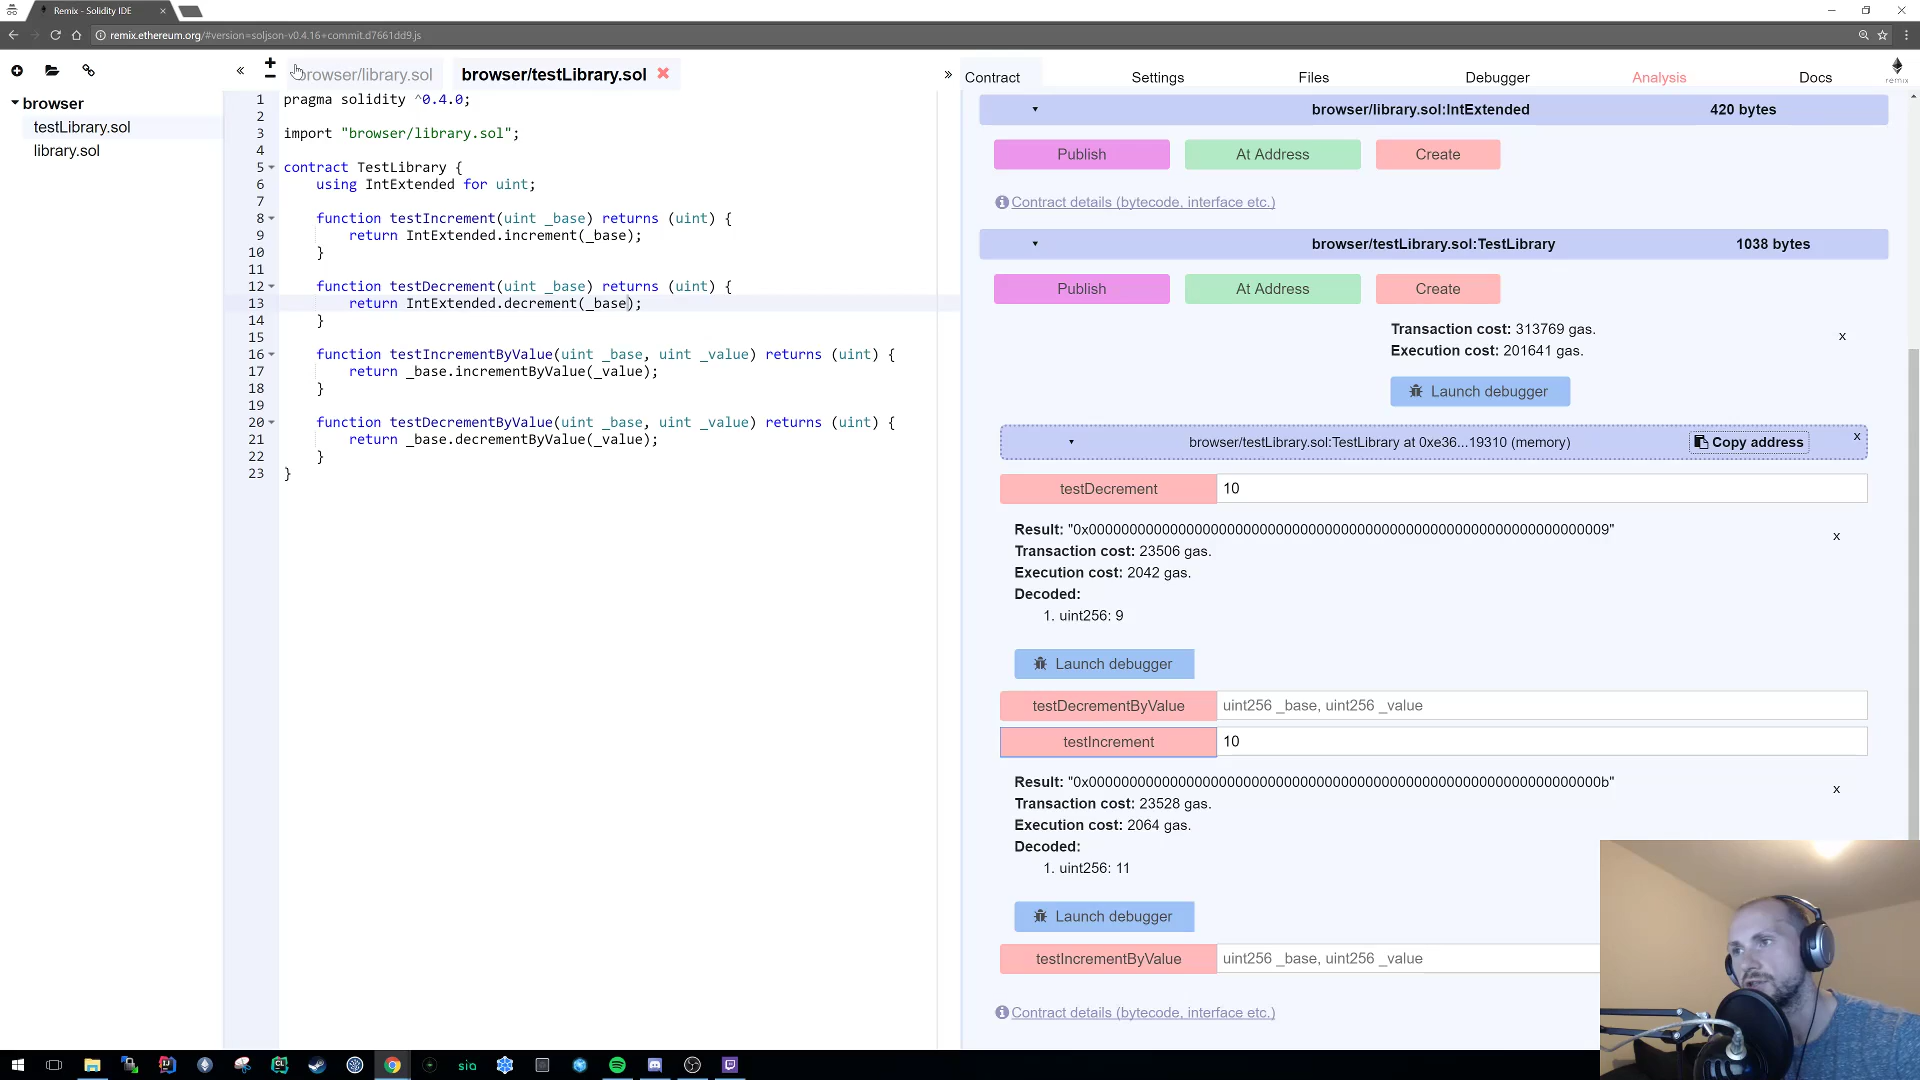 Remix - Solidity IDE
remix.ethereum.org/#version=soljson-v0.4.16+commit.d7661dd9.js
browser/library.sol
browser/testLibrary.sol
browser
testLibrary.sol
library.sol
1 pragma solidity ^0.4.0;
2
3 import "browser/library.sol";
4
5 contract TestLibrary {
6 using IntExtended for uint;
7
8 function testIncrement(uint _base) returns (uint) {
9 return IntExtended.increment(_base);
10 }
11
12 function testDecrement(uint _base) returns (uint) {
13 return IntExtended.decrement(_base);
14 }
15
16 function testIncrementByValue(uint _base, uint _value) returns (uint) {
17 return _base.incrementByValue(_value);
18 }
19
20 function testDecrementByValue(uint _base, uint _value) returns (uint) {
21 return _base.decrementByValue(_value);
22 }
23 }
Contract Settings Files Debugger Analysis Docs
remix
browser/library.sol:IntExtended 420 bytes
Publish At Address Create
Contract details (bytecode, interface etc.)
browser/testLibrary.sol:TestLibrary 1038 bytes
Publish At Address Create
Transaction cost: 313769 gas.
Execution cost: 201641 gas.
x
Launch debugger
browser/testLibrary.sol:TestLibrary at 0xe36...19310 (memory) Copy address x
testDecrement 10
Result: "0x0000000000000000000000000000000000000000000000000000000000000009"
x
Transaction cost: 23506 gas.
Execution cost: 2042 gas.
Decoded:
1. uint256: 9
Launch debugger
testDecrementByValue uint256 _base, uint256 _value
testIncrement 10
Result: "0x000000000000000000000000000000000000000000000000000000000000000b"
x
Transaction cost: 23528 gas.
Execution cost: 2064 gas.
Decoded:
1. uint256: 11
Launch debugger
testIncrementByValue uint256 _base, uint256 _value
Contract details (bytecode, interface etc.)
sia